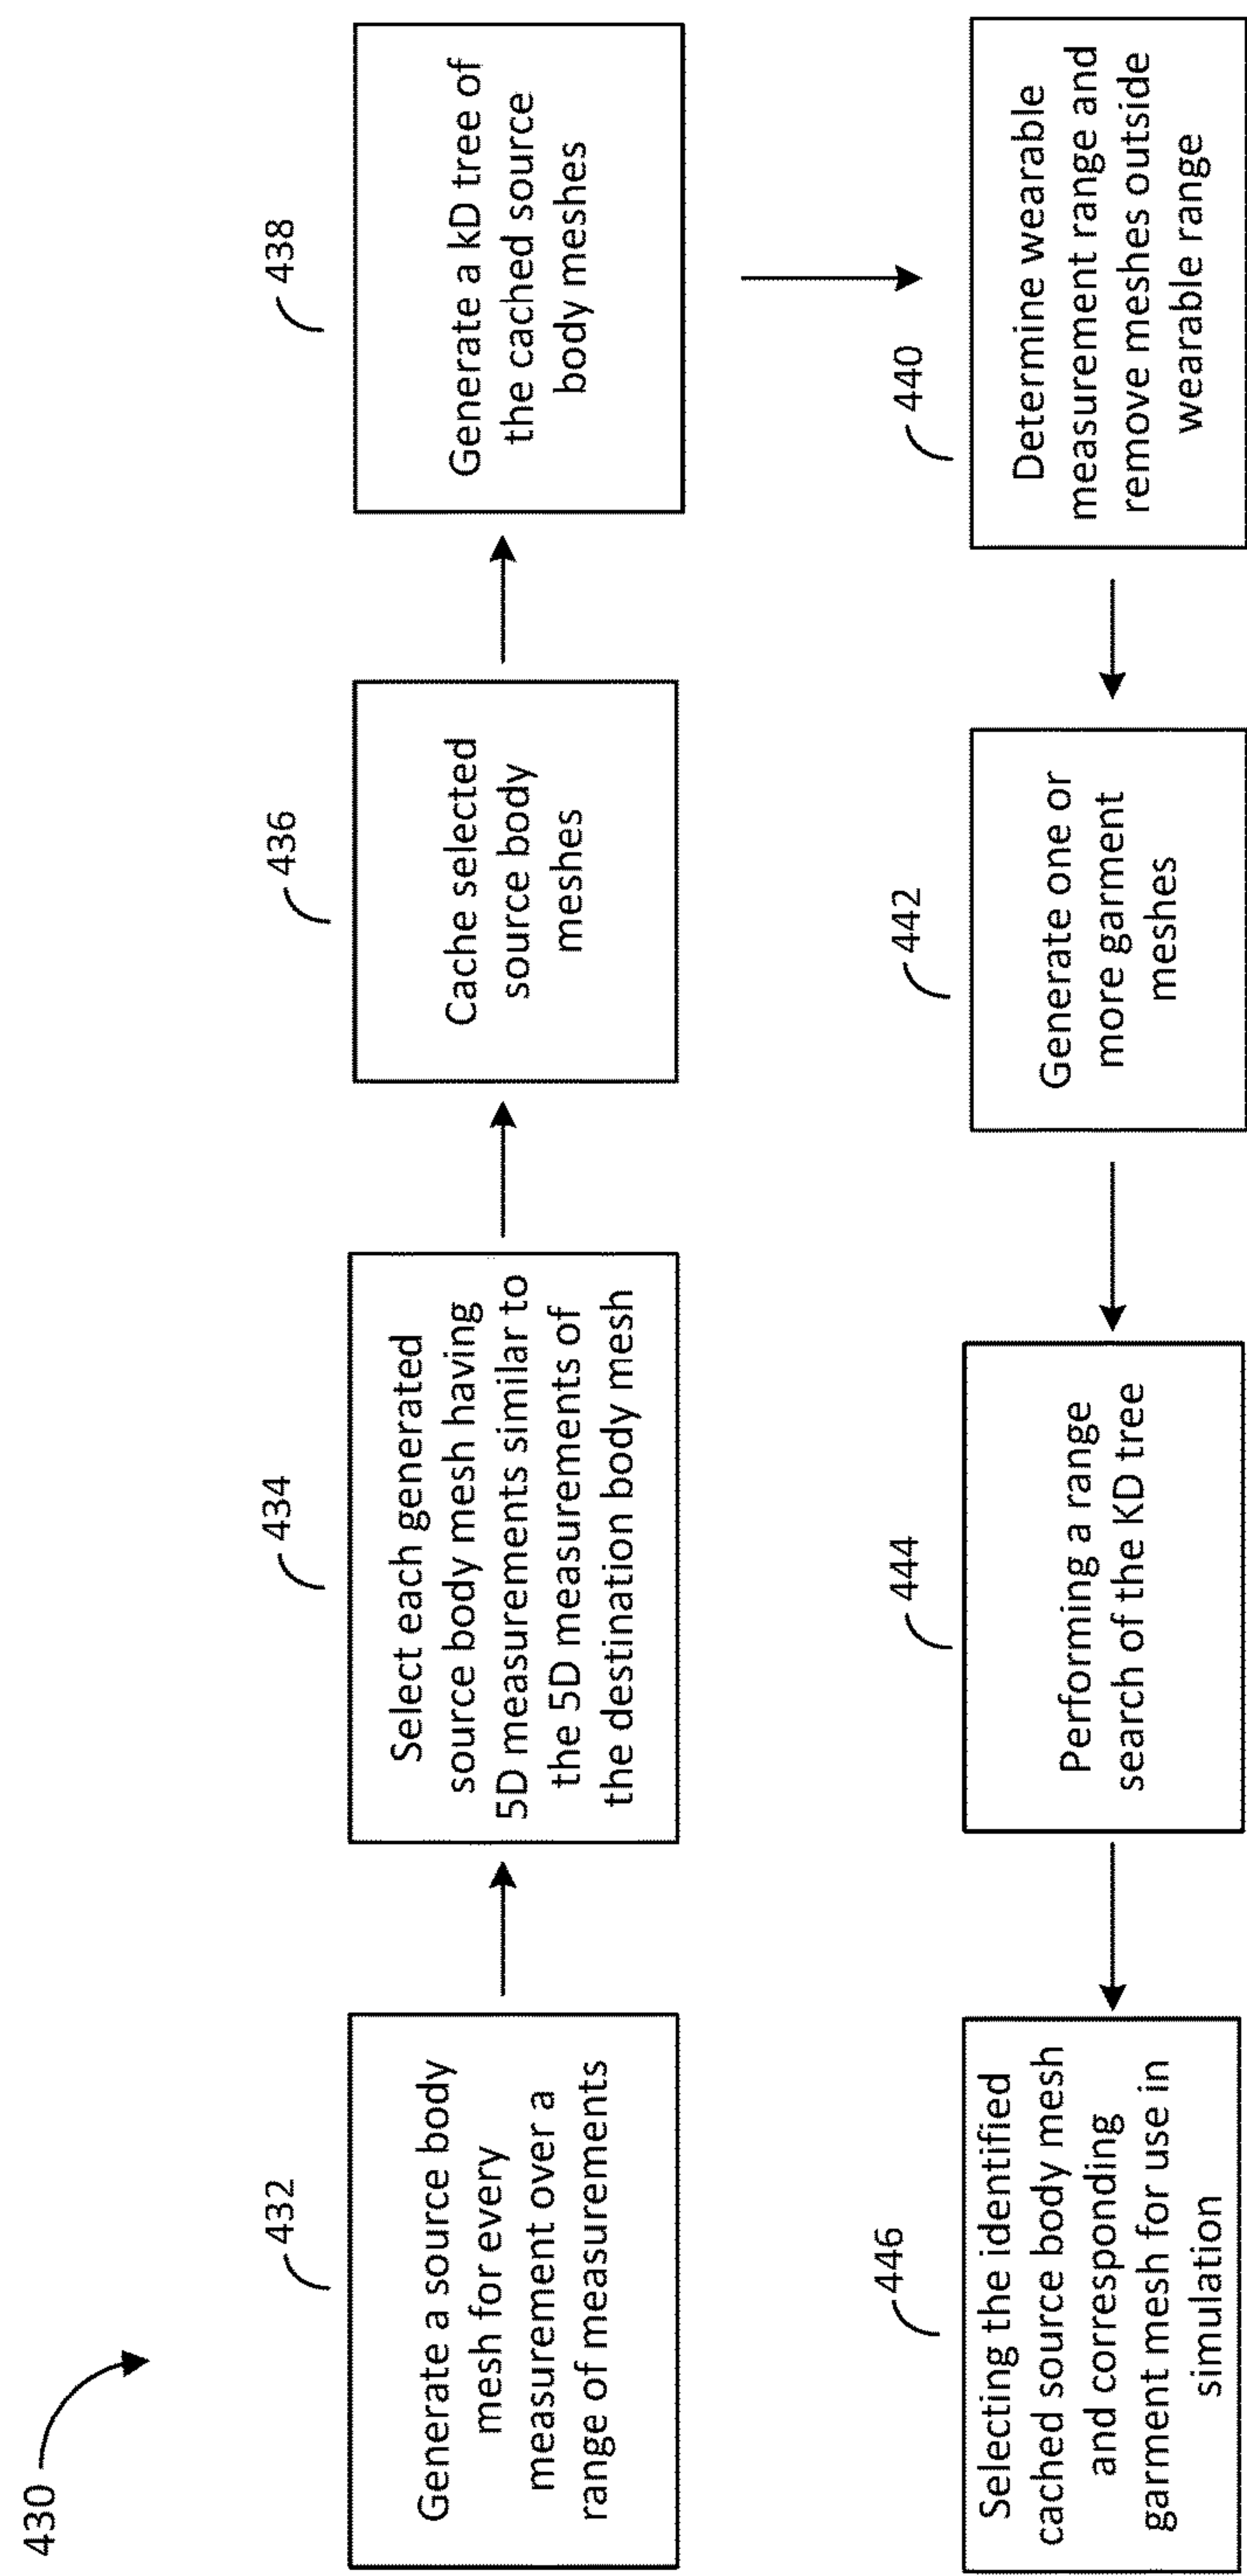 430
432
Generate a source body
mesh for every
measurement over a
range of measurements
434
Select each generated
source body mesh having
5D measurements similar to
the 5D measurements of
the destination body mesh
436
Cache selected
source body
meshes
438
Generate a kD tree of
the cached source
body meshes
440
Determine wearable
measurement range and
remove meshes outside
wearable range
442
Generate one or
more garment
meshes
444
Performing a range
search of the KD tree
446
Selecting the identified
cached source body mesh
and corresponding
garment mesh for use in
simulation